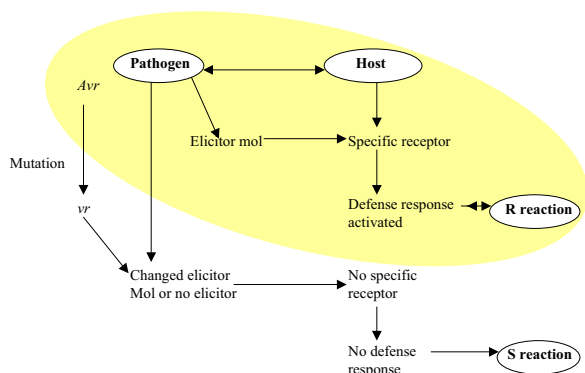 Pathogen
Host
Avr
Elicitor mol
Specific receptor
Mutation
vr
Defense response
activated
R reaction
Changed elicitor
Mol or no elicitor
No specific
receptor
No defense
response
S reaction